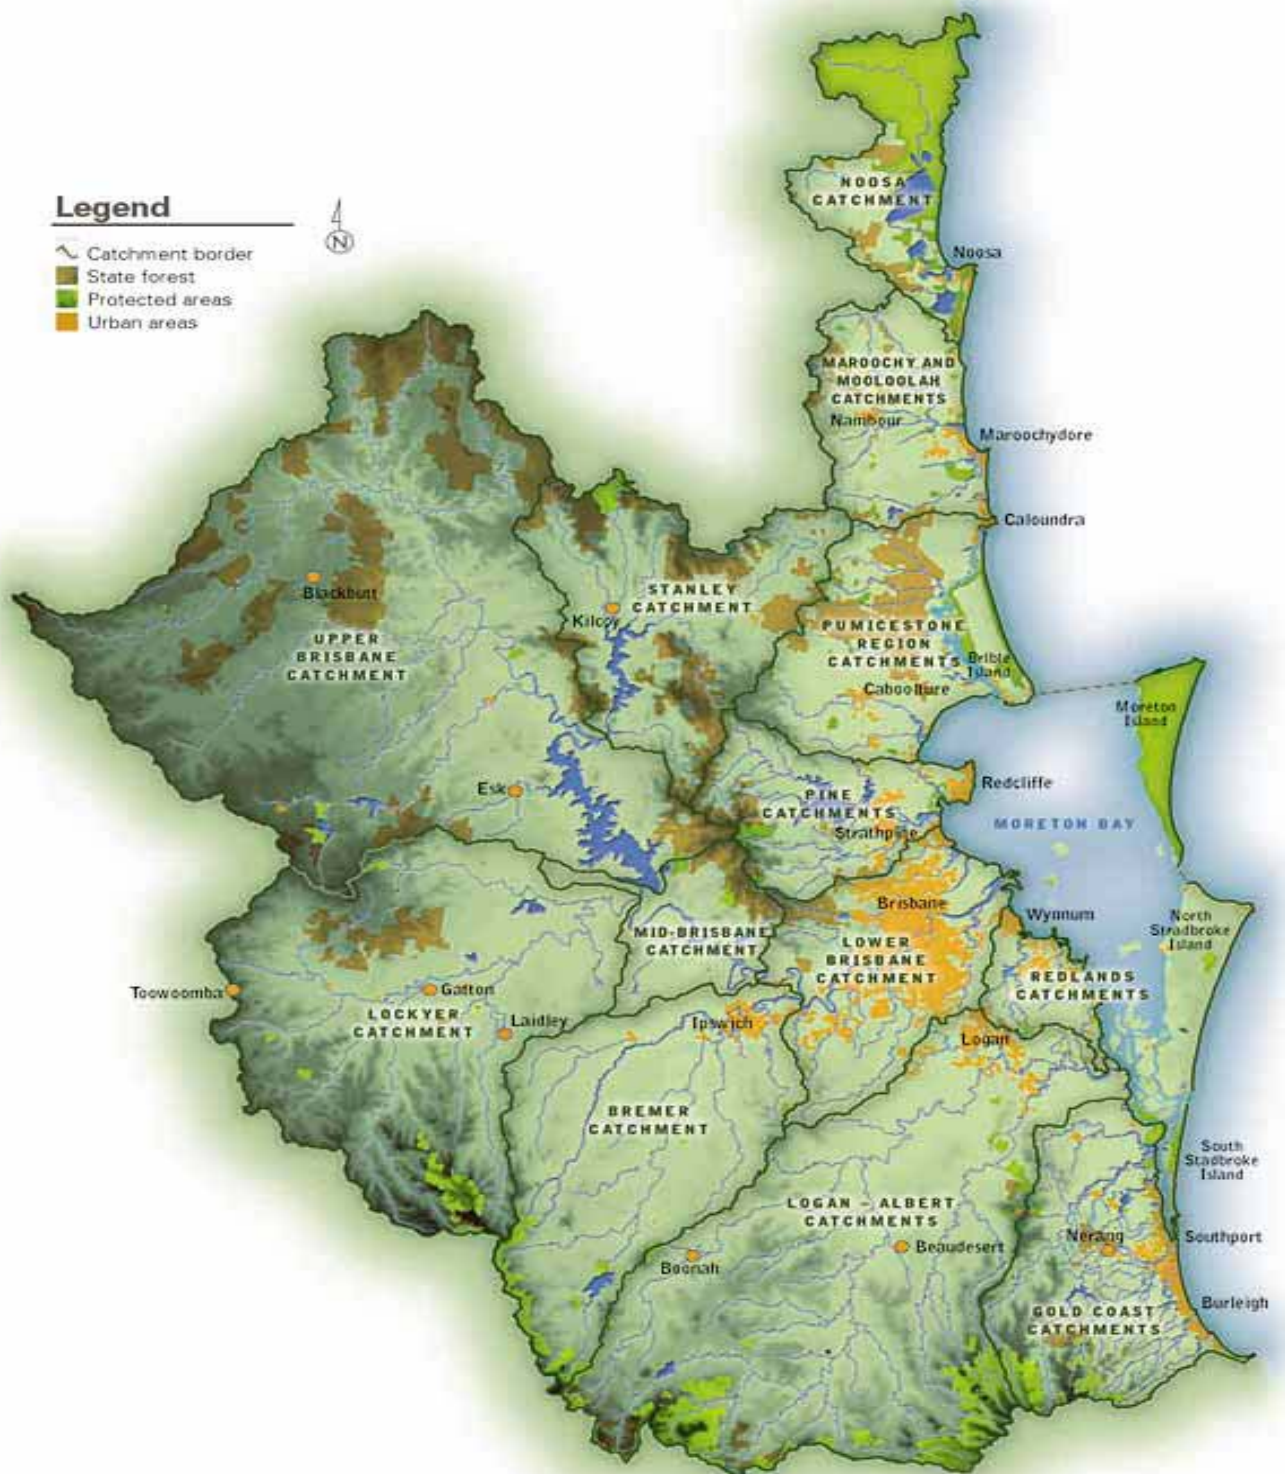 Legend
N
Catchment border
State forest
Protected areas
Urban areas
NOOSA
CATCHMENT
Noosa
MAROOCHY AND
MOOLOOLAH
CATCHMENTS
Nambour
Maroochydore
Caloundra
Blackbutt
STANLEY
CATCHMENT
Kilcoy
UPPER
BRISBANE
CATCHMENT
PUMICESTONE
REGION
CATCHMENTS
Bribie
Island
Caboolture
Moreton
Island
Redcliffe
Esk
PINE
CATCHMENTS
Strathpine
MORETON BAY
Brisbane
Wynnum
North
Stradbroke
Island
MID-BRISBANE
CATCHMENT
LOWER
BRISBANE
CATCHMENT
REDLANDS
CATCHMENTS
Toowoomba
Gatton
LOCKYER
CATCHMENT
Laidley
Ipswich
Logan
BREMER
CATCHMENT
South
Stadbroke
Island
LOGAN – ALBERT
CATCHMENTS
Nerang
Southport
Beaudesert
Boonah
Burleigh
GOLD COAST
CATCHMENTS